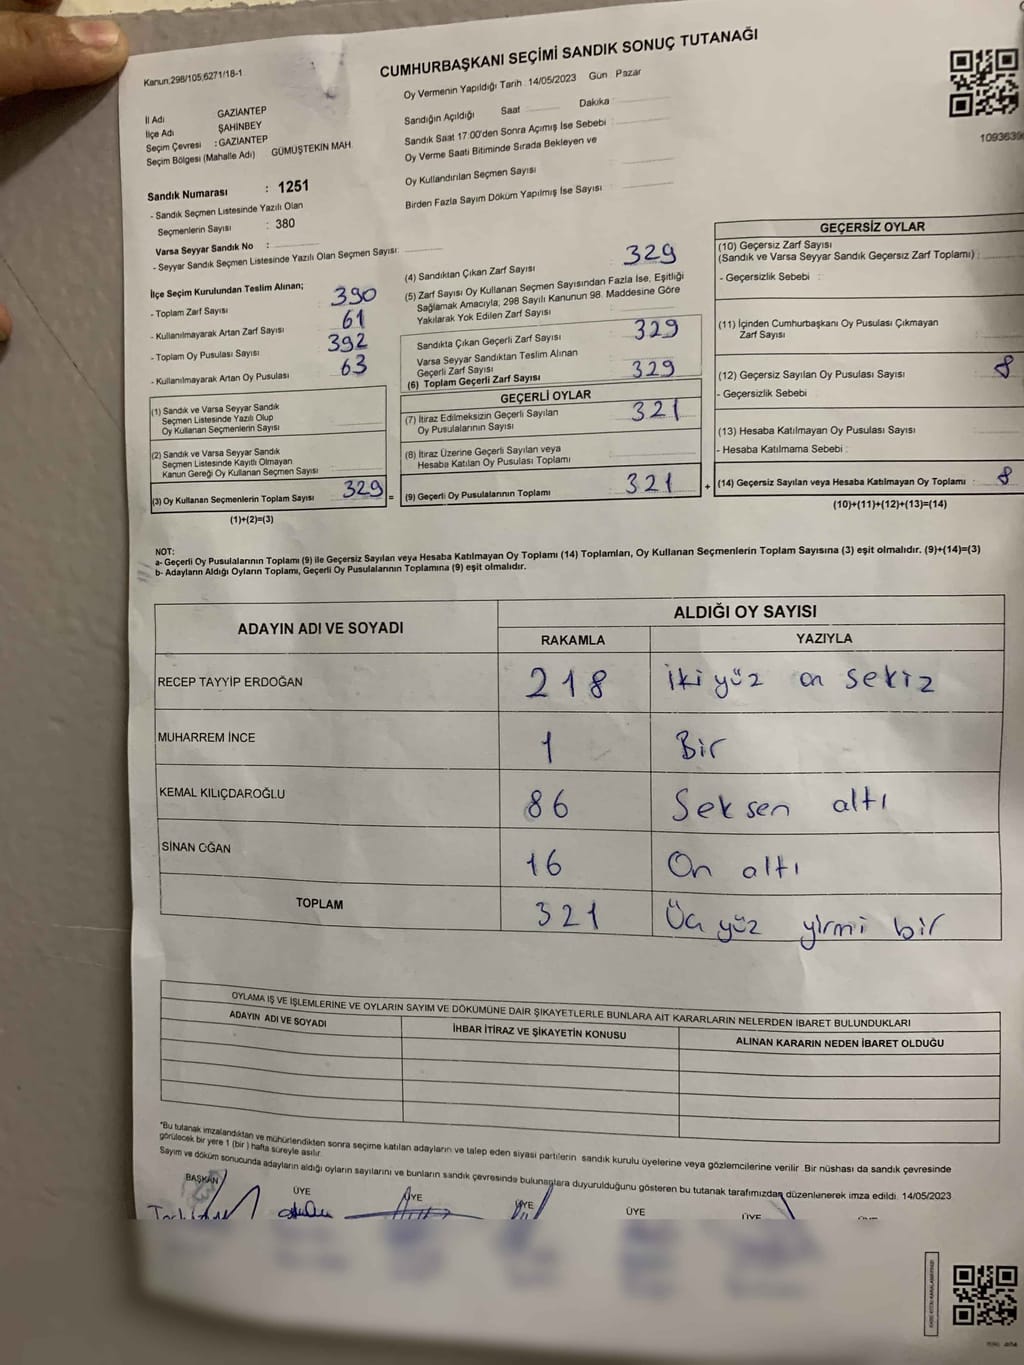 Kanun:298/105,6271/18-1
CUMHURBAŞKANI SEÇİMİ SANDIK SONUÇ TUTANAĞI
İl Adı GAZİANTEP
İlçe Adı ŞAHİNBEY
Seçim Çevresi : GAZİANTEP
Seçim Bölgesi (Mahalle Adı) GÜMÜŞTEKİN MAH.
Oy Vermenin Yapıldığı Tarih : 14/05/2023 Gün : Pazar
Sandığın Açıldığı Saat Dakika :
Sandık Saat 17:00'den Sonra Açımış İse Sebebi
Oy Verme Saati Bitiminde Sırada Bekleyen ve
Oy Kullandırılan Seçmen Sayısı
Birden Fazla Sayım Döküm Yapılmış İse Sayısı
1093639
Sandık Numarası : 1251
- Sandık Seçmen Listesinde Yazılı Olan
Seçmenlerin Sayısı : 380
Varsa Seyyar Sandık No :
- Seyyar Sandık Seçmen Listesinde Yazılı Olan Seçmen Sayısı:
İlçe Seçim Kurulundan Teslim Alınan;
- Toplam Zarf Sayısı 390
- Kullanılmayarak Artan Zarf Sayısı 61
- Toplam Oy Pusulası Sayısı 392
- Kullanılmayarak Artan Oy Pusulası 63
(1) Sandık ve Varsa Seyyar Sandık
Seçmen Listesinde Yazılı Olup
Oy Kullanan Seçmenlerin Sayısı
(2) Sandık ve Varsa Seyyar Sandık
Seçmen Listesinde Kayıtlı Olmayan
Kanun Gereği Oy Kullanan Seçmen Sayısı
(3) Oy Kullanan Seçmenlerin Toplam Sayısı 329 =
(1)+(2)=(3)
(4) Sandıktan Çıkan Zarf Sayısı 329
(5) Zarf Sayısı Oy Kullanan Seçmen Sayısından Fazla İse, Eşitliği
Sağlamak Amacıyla; 298 Sayılı Kanunun 98. Maddesine Göre
Yakılarak Yok Edilen Zarf Sayısı
Sandıkta Çıkan Geçerli Zarf Sayısı 329
Varsa Seyyar Sandıktan Teslim Alınan
Geçerli Zarf Sayısı
(6) Toplam Geçerli Zarf Sayısı 329
GEÇERLİ OYLAR
(7) İtiraz Edilmeksizin Geçerli Sayılan
Oy Pusulalarının Sayısı 321
(8) İtiraz Üzerine Geçerli Sayılan veya
Hesaba Katılan Oy Pusulası Toplamı
(9) Geçerli Oy Pusulalarının Toplamı 321 +
GEÇERSİZ OYLAR
(10) Geçersiz Zarf Sayısı
(Sandık ve Varsa Seyyar Sandık Geçersiz Zarf Toplamı) :
- Geçersizlik Sebebi :
(11) İçinden Cumhurbaşkanı Oy Pusulası Çıkmayan
Zarf Sayısı
(12) Geçersiz Sayılan Oy Pusulası Sayısı 8
- Geçersizlik Sebebi :
(13) Hesaba Katılmayan Oy Pusulası Sayısı
- Hesaba Katılmama Sebebi :
(14) Geçersiz Sayılan veya Hesaba Katılmayan Oy Toplamı : 8
(10)+(11)+(12)+(13)=(14)
NOT:
a- Geçerli Oy Pusulalarının Toplamı (9) ile Geçersiz Sayılan veya Hesaba Katılmayan Oy Toplamı (14) Toplamları, Oy Kullanan Seçmenlerin Toplam Sayısına (3) eşit olmalıdır. (9)+(14)=(3)
b- Adayların Aldığı Oyların Toplamı, Geçerli Oy Pusulalarının Toplamına (9) eşit olmalıdır.
ADAYIN ADI VE SOYADI ALDIĞI OY SAYISI
RAKAMLA YAZIYLA
RECEP TAYYİP ERDOĞAN 218 İki yüz on sekiz
MUHARREM İNCE 1 Bir
KEMAL KILIÇDAROĞLU 86 Seksen altı
SİNAN OĞAN 16 On altı
TOPLAM 321 Üç yüz yirmi bir
OYLAMA İŞ VE İŞLEMLERİNE VE OYLARIN SAYIM VE DÖKÜMÜNE DAİR ŞİKAYETLERLE BUNLARA AİT KARARLARIN NELERDEN İBARET BULUNDUKLARI
ADAYIN ADI VE SOYADI İHBAR İTİRAZ VE ŞİKAYETİN KONUSU ALINAN KARARIN NEDEN İBARET OLDUĞU
*Bu tutanak imzalandıktan ve mühürlendikten sonra seçime katılan adayların ve talep eden siyasi partilerin sandık kurulu üyelerine veya gözlemcilerine verilir. Bir nüshası da sandık çevresinde
görülecek bir yere 1 (bir) hafta süreyle asılır.
Sayım ve döküm sonucunda adayların aldığı oyların sayılarını ve bunların sandık çevresinde bulunanlara duyurulduğunu gösteren bu tutanak tarafımızdan düzenlenerek imza edildi. 14/05/2023
BAŞKAN ÜYE ÜYE ÜYE ÜYE ÜYE